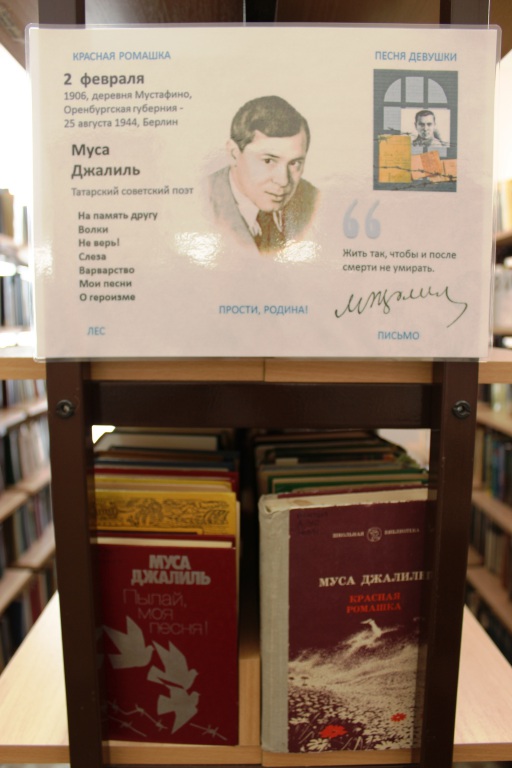 КРАСНАЯ РОМАШКА
ПЕСНЯ ДЕВУШКИ
2 февраля
1906, деревня Мустафино,
Оренбургская губерния -
25 августа 1944, Берлин
Муса
Джалиль
Татарский советский поэт
На память другу
Волки
Не верь!
Слеза
Варварство
Мои песни
О героизме
ЛЕС
ПРОСТИ, РОДИНА!
Жить так, чтобы и после
смерти не умирать.
МДжалиль
ПИСЬМО
МУСА
ДЖАЛИЛЬ
Пылай,
моя
песня!
ШКОЛЬНАЯ БИБЛИОТЕКА
МУСА ДЖАЛИЛЬ
КРАСНАЯ
РОМАШКА